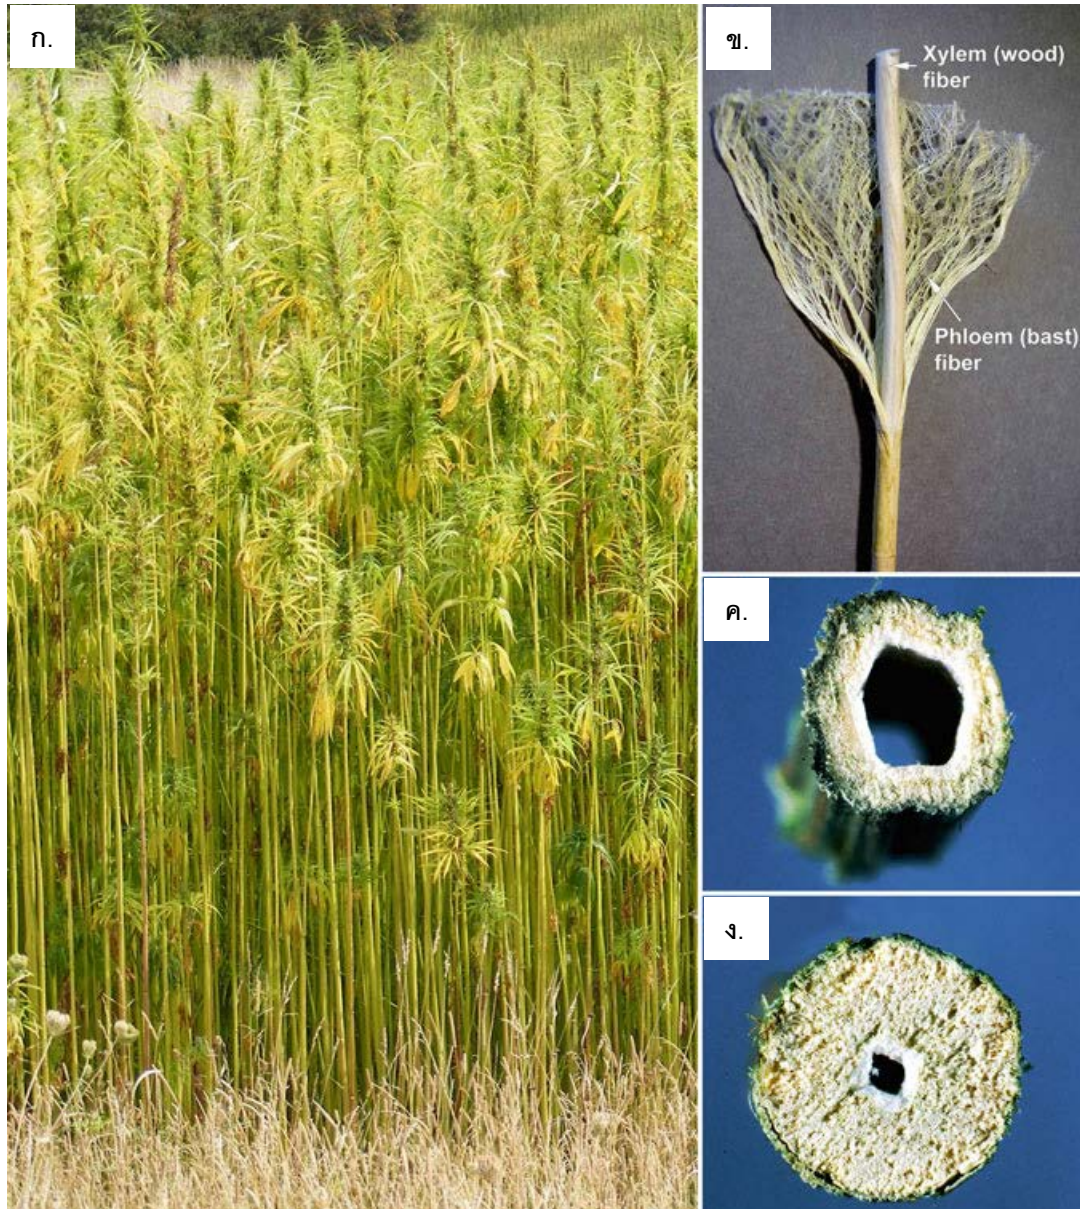 ก.
ข.
Xylem (wood)
fiber
Phloem (bast)
fiber
ค.
ง.